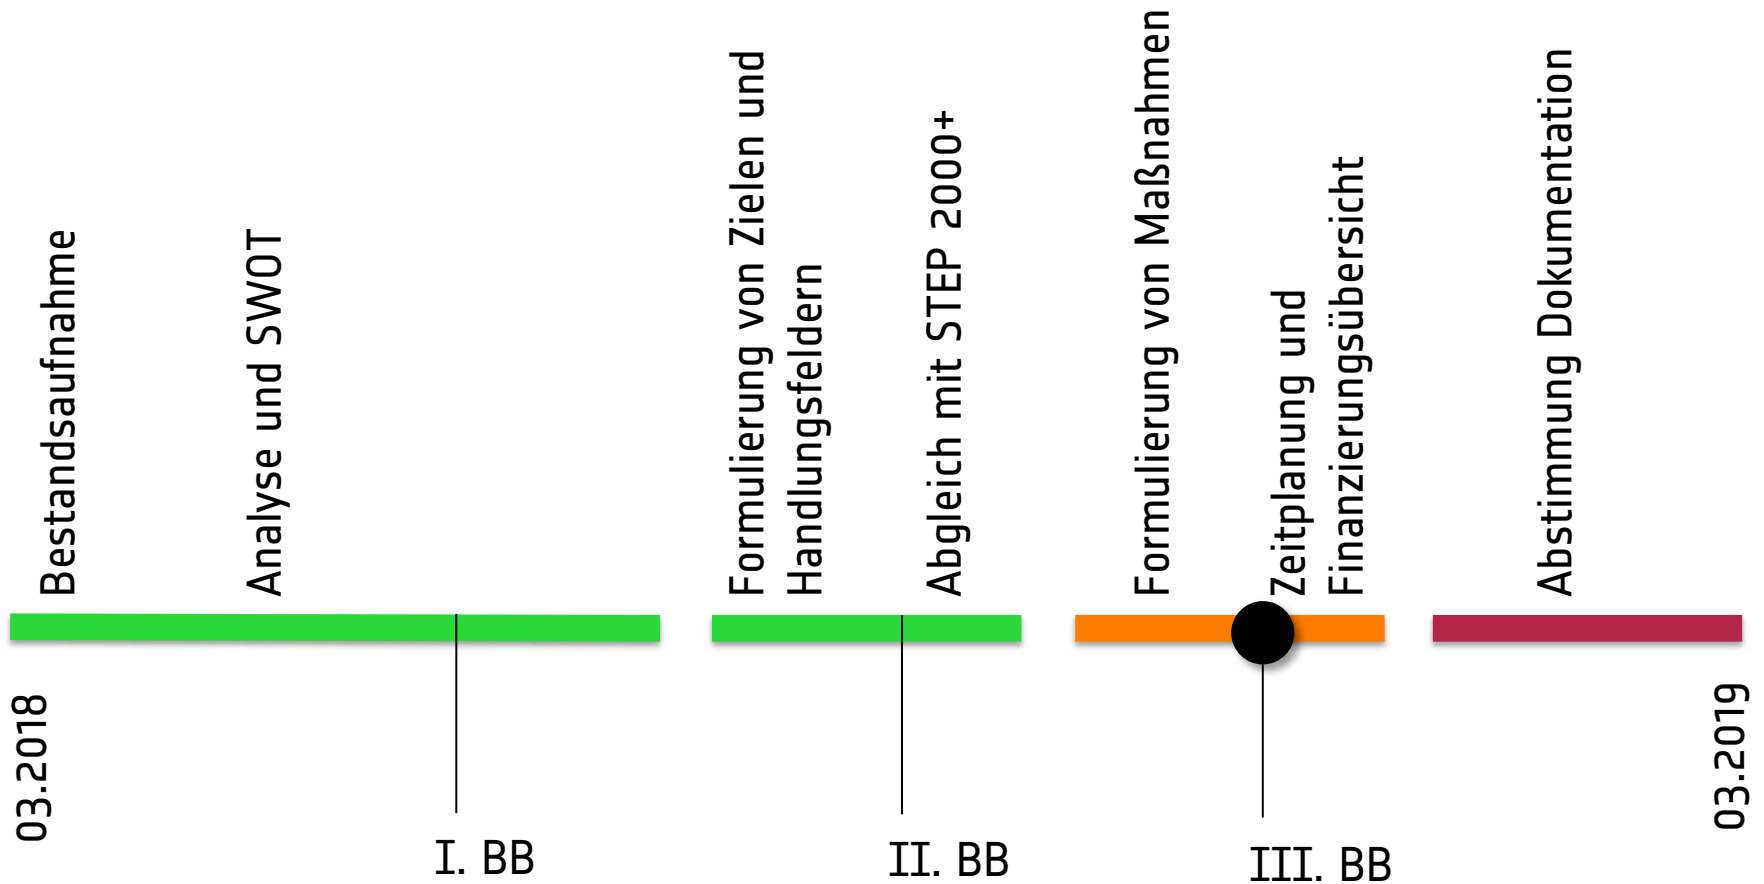 Bestandsaufnahme
Analyse und SWOT
Formulierung von Zielen und
Handlungsfeldern
Abgleich mit STEP 2000+
Formulierung von Maßnahmen
Zeitplanung und
Finanzierungsübersicht
Abstimmung Dokumentation
03.2018
I. BB
II. BB
III. BB
03.2019